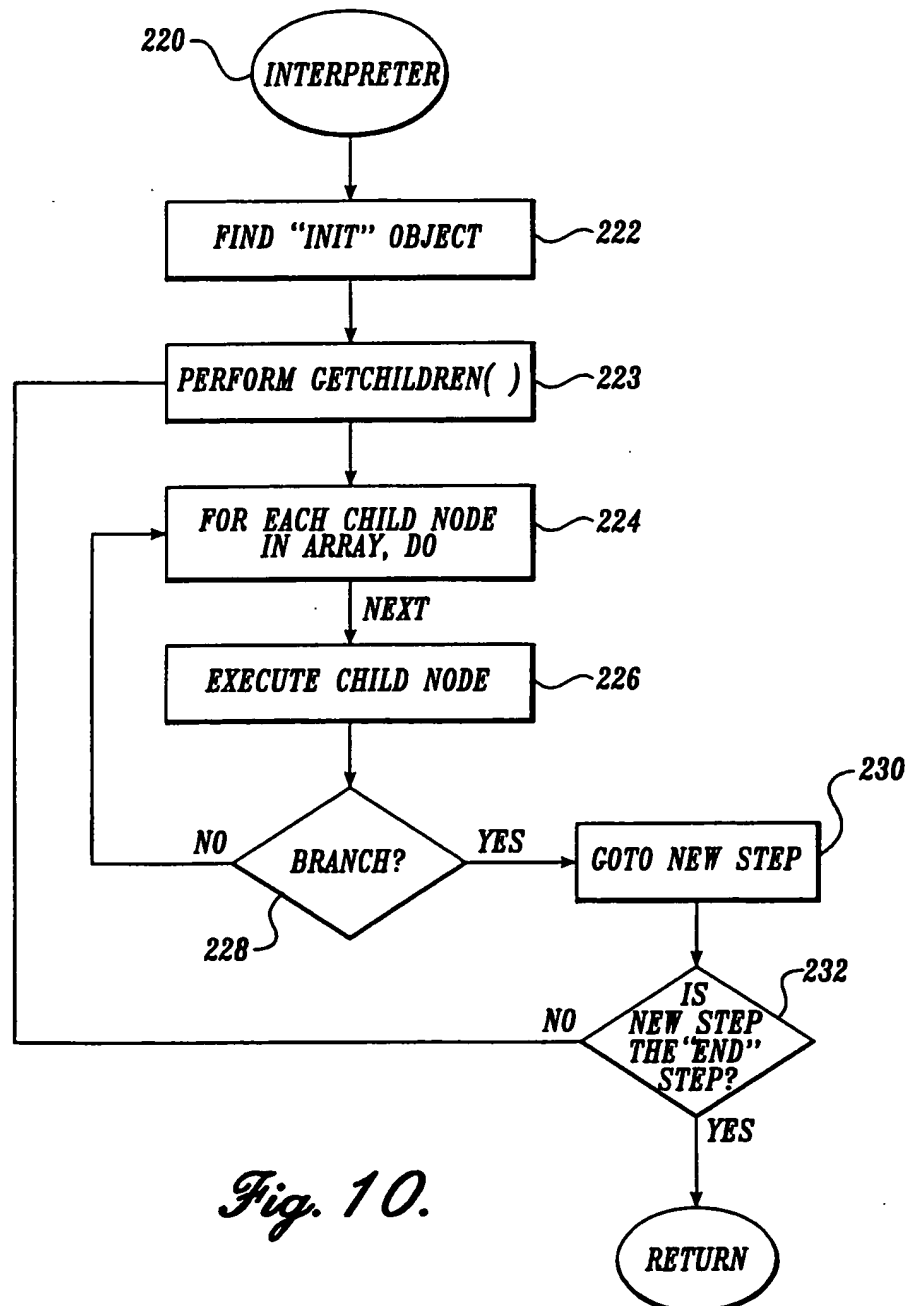 220
INTERPRETER
FIND “INIT” OBJECT
222
PERFORM GETCHILDREN( )
223
FOR EACH CHILD NODE
IN ARRAY, DO
224
NEXT
EXECUTE CHILD NODE
226
BRANCH?
NO
YES
228
GOTO NEW STEP
230
IS
NEW STEP
THE “END”
STEP?
232
NO
YES
RETURN
Fig. 10.